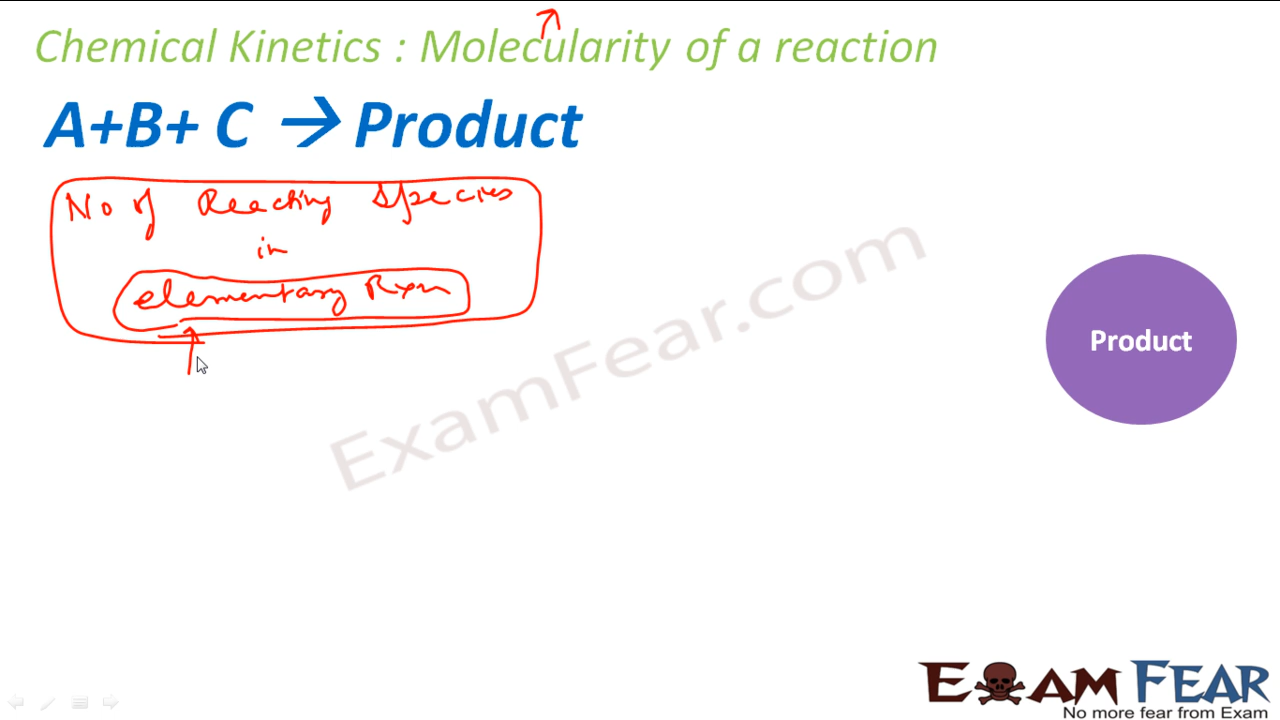 Chemical Kinetics : Molecularity of a reaction
A+B+ C → Product
No of Reacting Species
in
elementary Rxn
ExamFear.com
Product
EXAM FEAR
No more fear from Exam